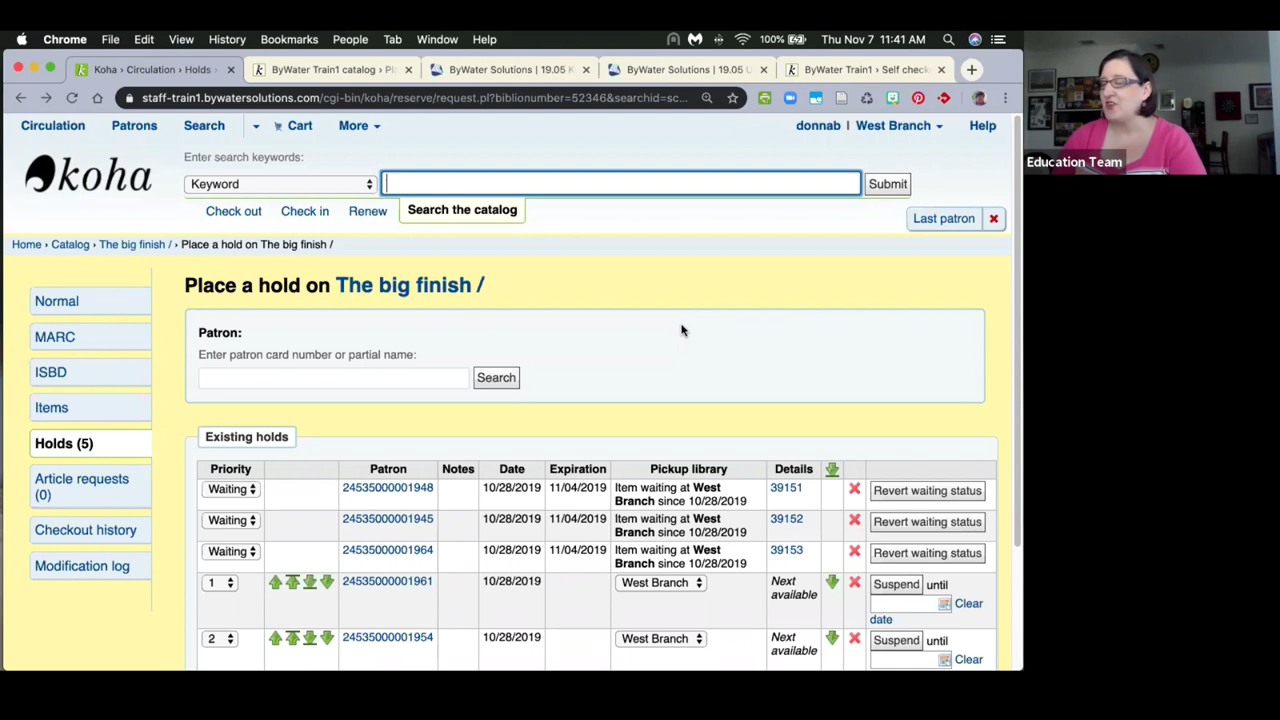 Chrome File Edit View History Bookmarks People Tab Window Help 100% Thu Nov 7 11:41 AM
Koha › Circulation › Holds ByWater Train1 catalog › Pl ByWater Solutions | 19.05 K ByWater Solutions | 19.05 U ByWater Train1 › Self check
staff-train1.bywatersolutions.com/cgi-bin/koha/reserve/request.pl?biblionumber=52346&searchid=sc...
Circulation Patrons Search Cart More donnab | West Branch Help
Education Team
Enter search keywords:
koha
Keyword Submit
Check out Check in Renew Search the catalog
Last patron
Home › Catalog › The big finish / › Place a hold on The big finish /
Place a hold on The big finish /
Normal
MARC
ISBD
Items
Holds (5)
Article requests
(0)
Checkout history
Modification log
Patron:
Enter patron card number or partial name:
Search
Existing holds
Priority Patron Notes Date Expiration Pickup library Details
Waiting 24535000001948 10/28/2019 11/04/2019 Item waiting at West 39151 Revert waiting status
Branch since 10/28/2019
Waiting 24535000001945 10/28/2019 11/04/2019 Item waiting at West 39152 Revert waiting status
Branch since 10/28/2019
Waiting 24535000001964 10/28/2019 11/04/2019 Item waiting at West 39153 Revert waiting status
Branch since 10/28/2019
1 24535000001961 10/28/2019 West Branch Next Suspend until
available
Clear
date
2 24535000001954 10/28/2019 West Branch Next Suspend until
available
Clear